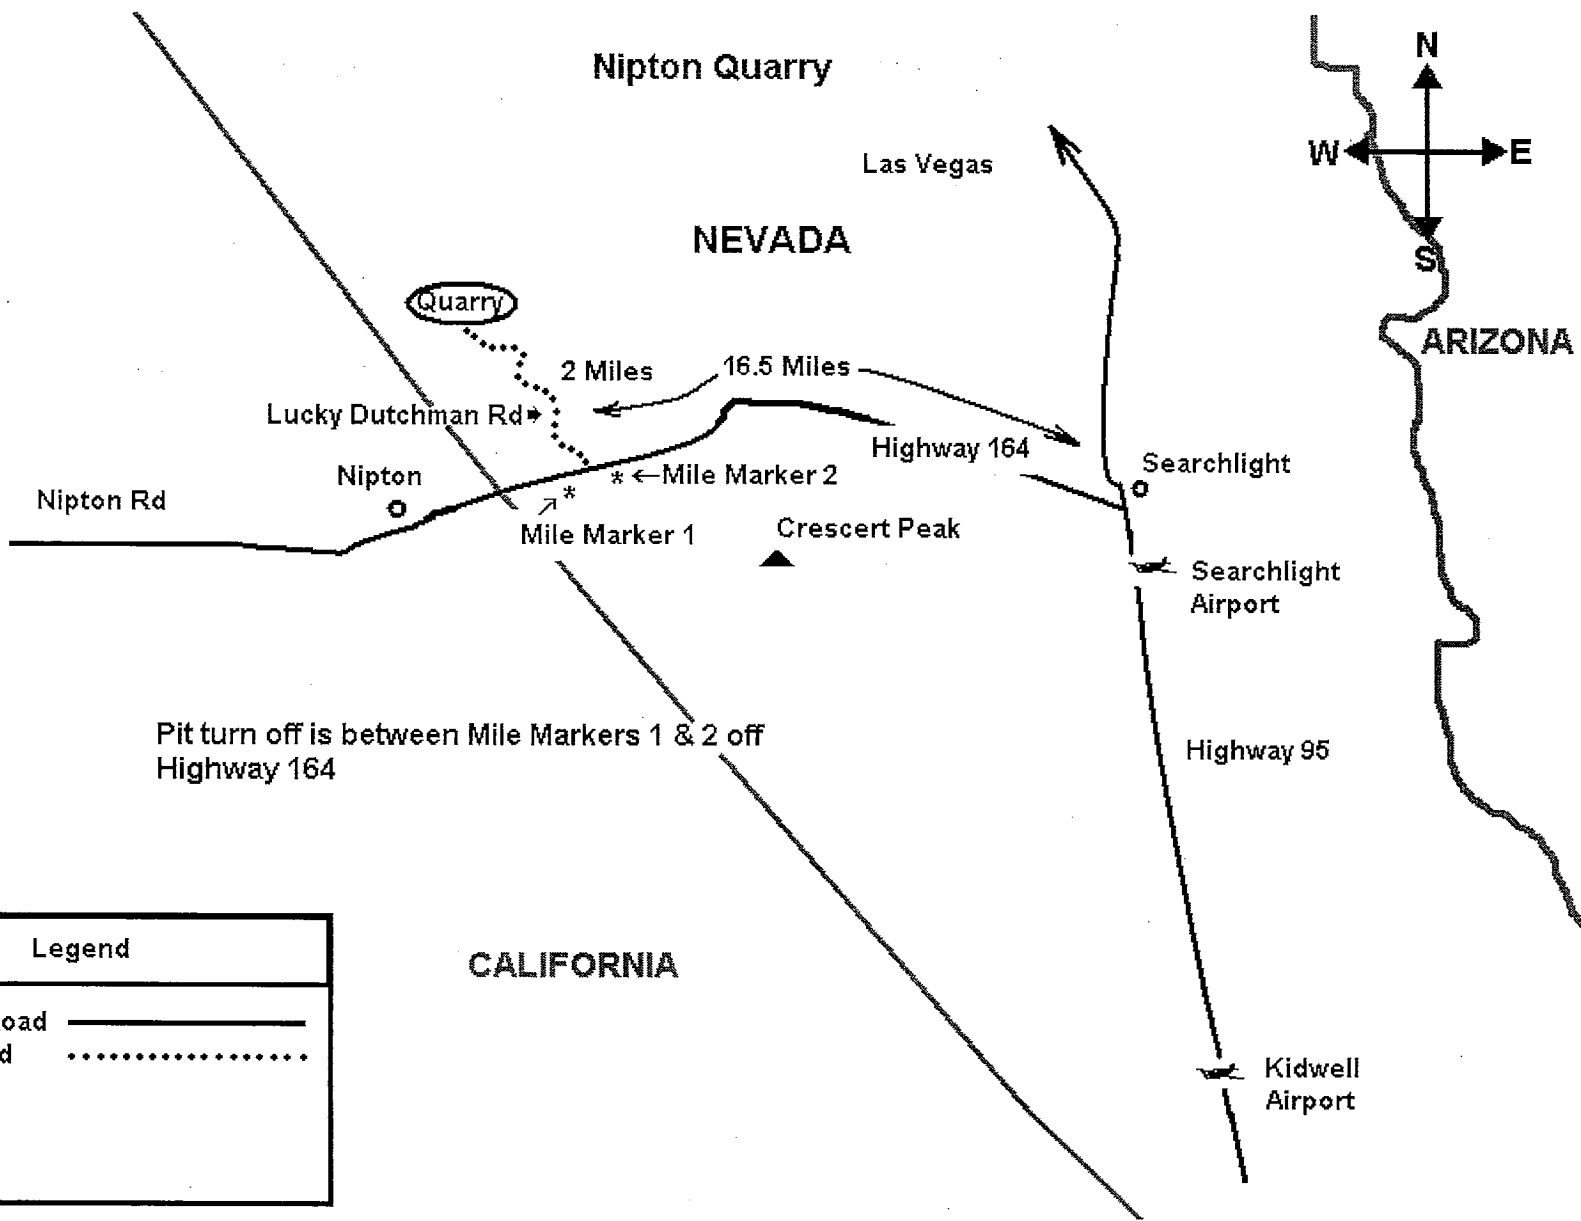 Nipton Quarry
N
W
E
S
Las Vegas
NEVADA
Quarry
ARIZONA
2 Miles
16.5 Miles
Lucky Dutchman Rd
Highway 164
Searchlight
Nipton
Mile Marker 2
*
*
Nipton Rd
Mile Marker 1
Crescert Peak
Searchlight
Airport
Pit turn off is between Mile Markers 1 & 2 off
Highway 164
Highway 95
Legend
CALIFORNIA
oad
d
Kidwell
Airport